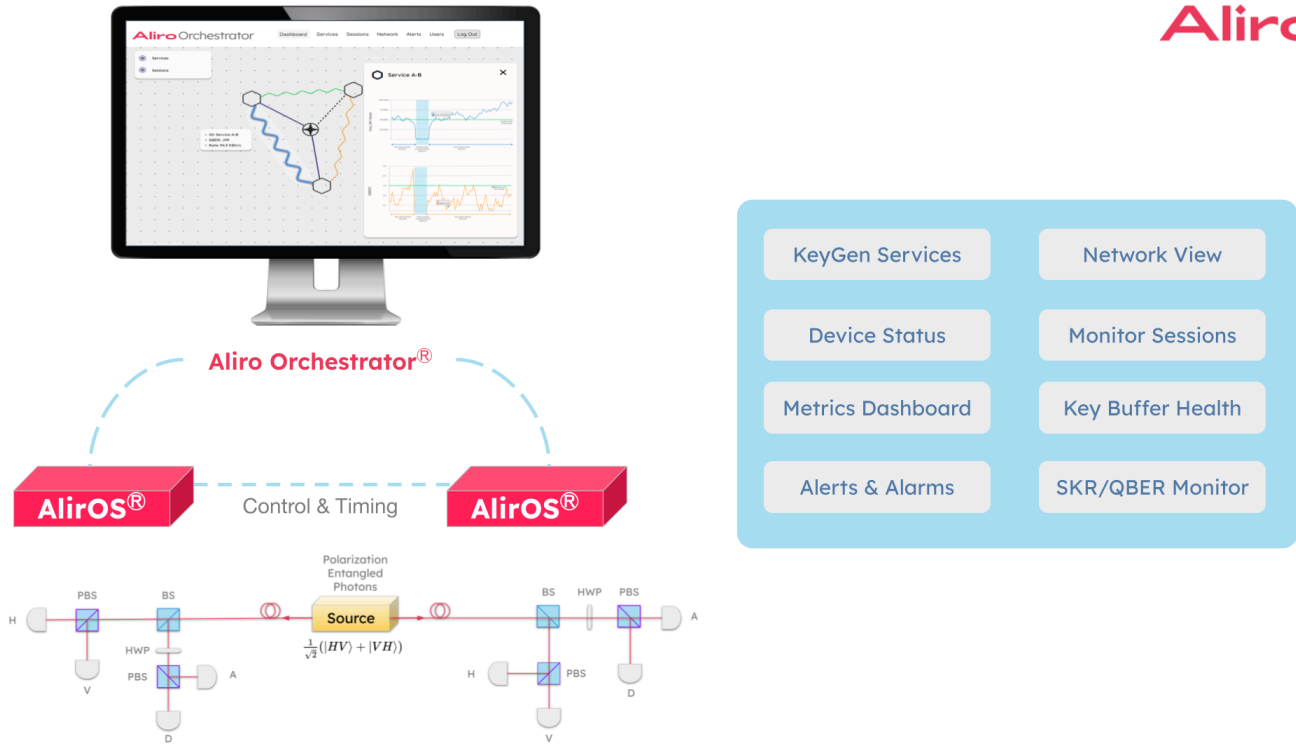 Aliro
Aliro Orchestrator
Dashboard Services Sessions Network Alerts Users Log Out
Services
Sessions
Service A-B
QBER
Aliro Orchestrator®
AlirOS®
Control & Timing
AlirOS®
KeyGen Services
Network View
Device Status
Monitor Sessions
Metrics Dashboard
Key Buffer Health
Alerts & Alarms
SKR/QBER Monitor
Polarization
Entangled
Photons
Source
1/√2(|HV⟩ + |VH⟩)
H
PBS
BS
V
HWP
PBS
A
D
BS
HWP
PBS
A
D
H
PBS
V